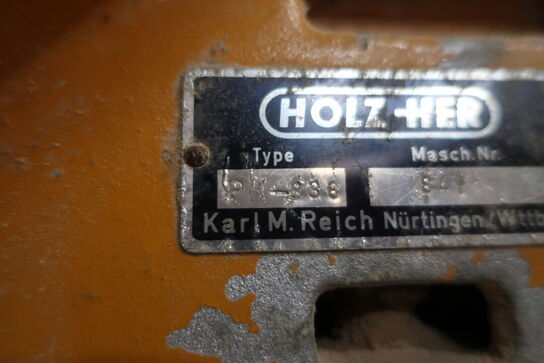 HOLZ-HER
Type Masch.Nr.
Karl M. Reich Nürtingen/Wttb